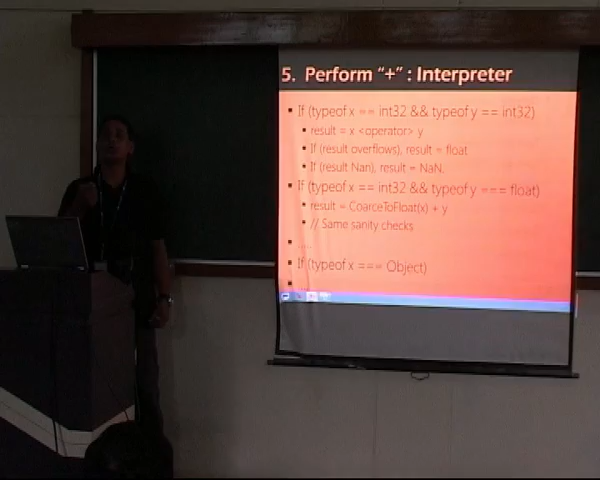 5. Perform "+" : Interpreter
If (typeof x == int32 && typeof y == int32)
result = x <operator> y
If (result overflows), result = float
If (result Nan), result = NaN.
If (typeof x == int32 && typeof y === float)
result = CoarceToFloat(x) + y
// Same sanity checks
....
If (typeof x === Object)